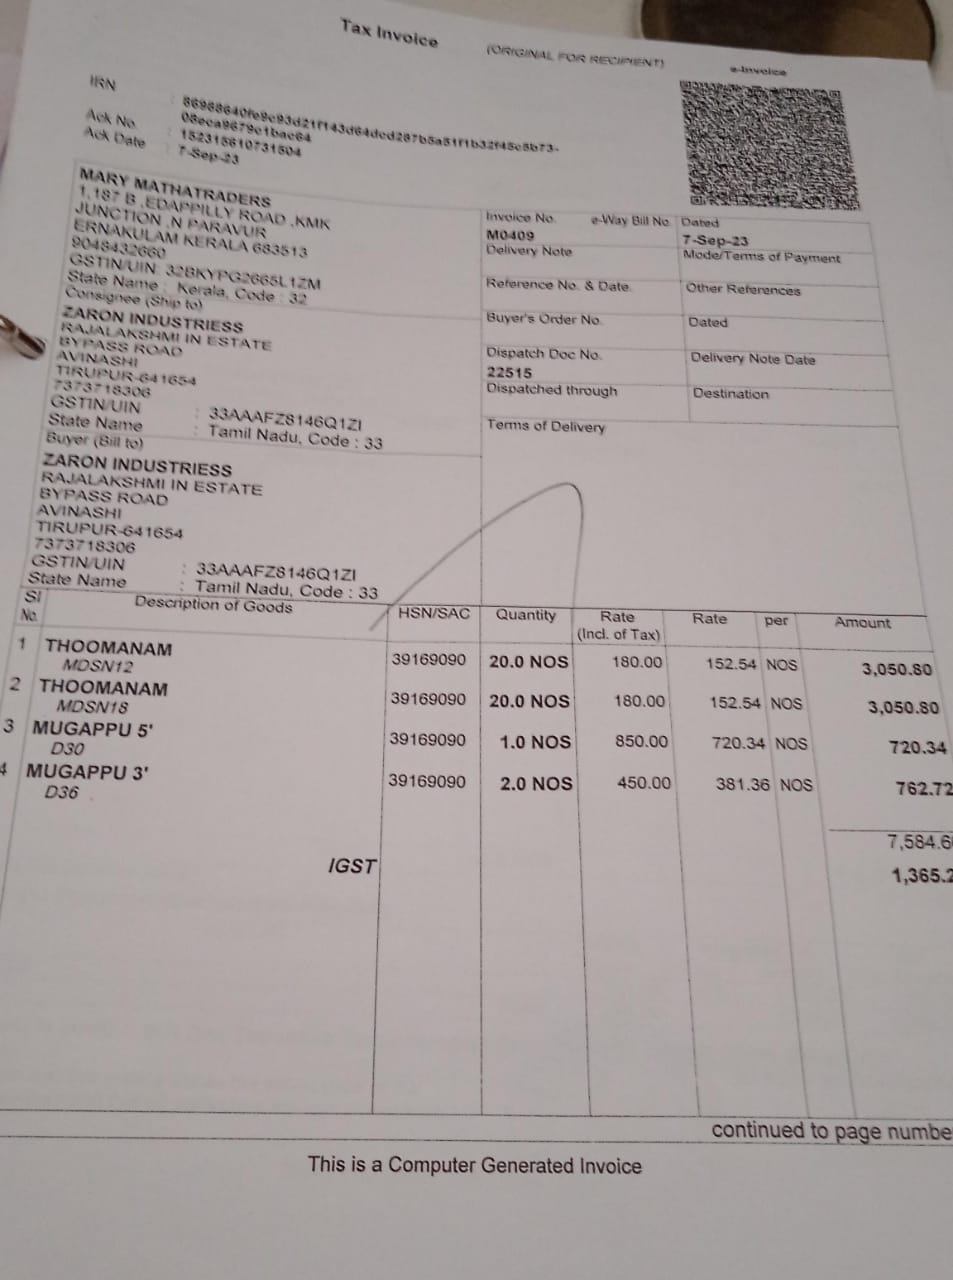 Tax Invoice
(ORIGINAL FOR RECIPIENT)
e-Invoice
IRN : 86988640fe9c93d21f143d64dcd287b5a51f1b32f45c5b73-
08eca9679c1bac64
Ack No. : 152315610731504
Ack Date : 7-Sep-23
MARY MATHATRADERS
1,187 B ,EDAPPILLY ROAD ,KMK
JUNCTION ,N PARAVUR
ERNAKULAM KERALA 683513
9048432660
GSTIN/UIN: 32BKYPG2665L1ZM
State Name : Kerala, Code : 32
Consignee (Ship to)
ZARON INDUSTRIESS
RAJALAKSHMI IN ESTATE
BYPASS ROAD
AVINASHI
TIRUPUR-641654
7373718306
GSTIN/UIN : 33AAAFZ8146Q1ZI
State Name : Tamil Nadu, Code : 33
Buyer (Bill to)
ZARON INDUSTRIESS
RAJALAKSHMI IN ESTATE
BYPASS ROAD
AVINASHI
TIRUPUR-641654
7373718306
GSTIN/UIN : 33AAAFZ8146Q1ZI
State Name : Tamil Nadu, Code : 33
Invoice No. e-Way Bill No. Dated
M0409 7-Sep-23
Delivery Note Mode/Terms of Payment
Reference No. & Date. Other References
Buyer's Order No. Dated
Dispatch Doc No. Delivery Note Date
22515
Dispatched through Destination
Terms of Delivery
Sl No. Description of Goods HSN/SAC Quantity Rate (Incl. of Tax) Rate per Amount
1 THOOMANAM 39169090 20.0 NOS 180.00 152.54 NOS 3,050.80
MDSN12
2 THOOMANAM 39169090 20.0 NOS 180.00 152.54 NOS 3,050.80
MDSN18
3 MUGAPPU 5' 39169090 1.0 NOS 850.00 720.34 NOS 720.34
D30
4 MUGAPPU 3' 39169090 2.0 NOS 450.00 381.36 NOS 762.72
D36
7,584.6
IGST 1,365.2
continued to page numbe
This is a Computer Generated Invoice